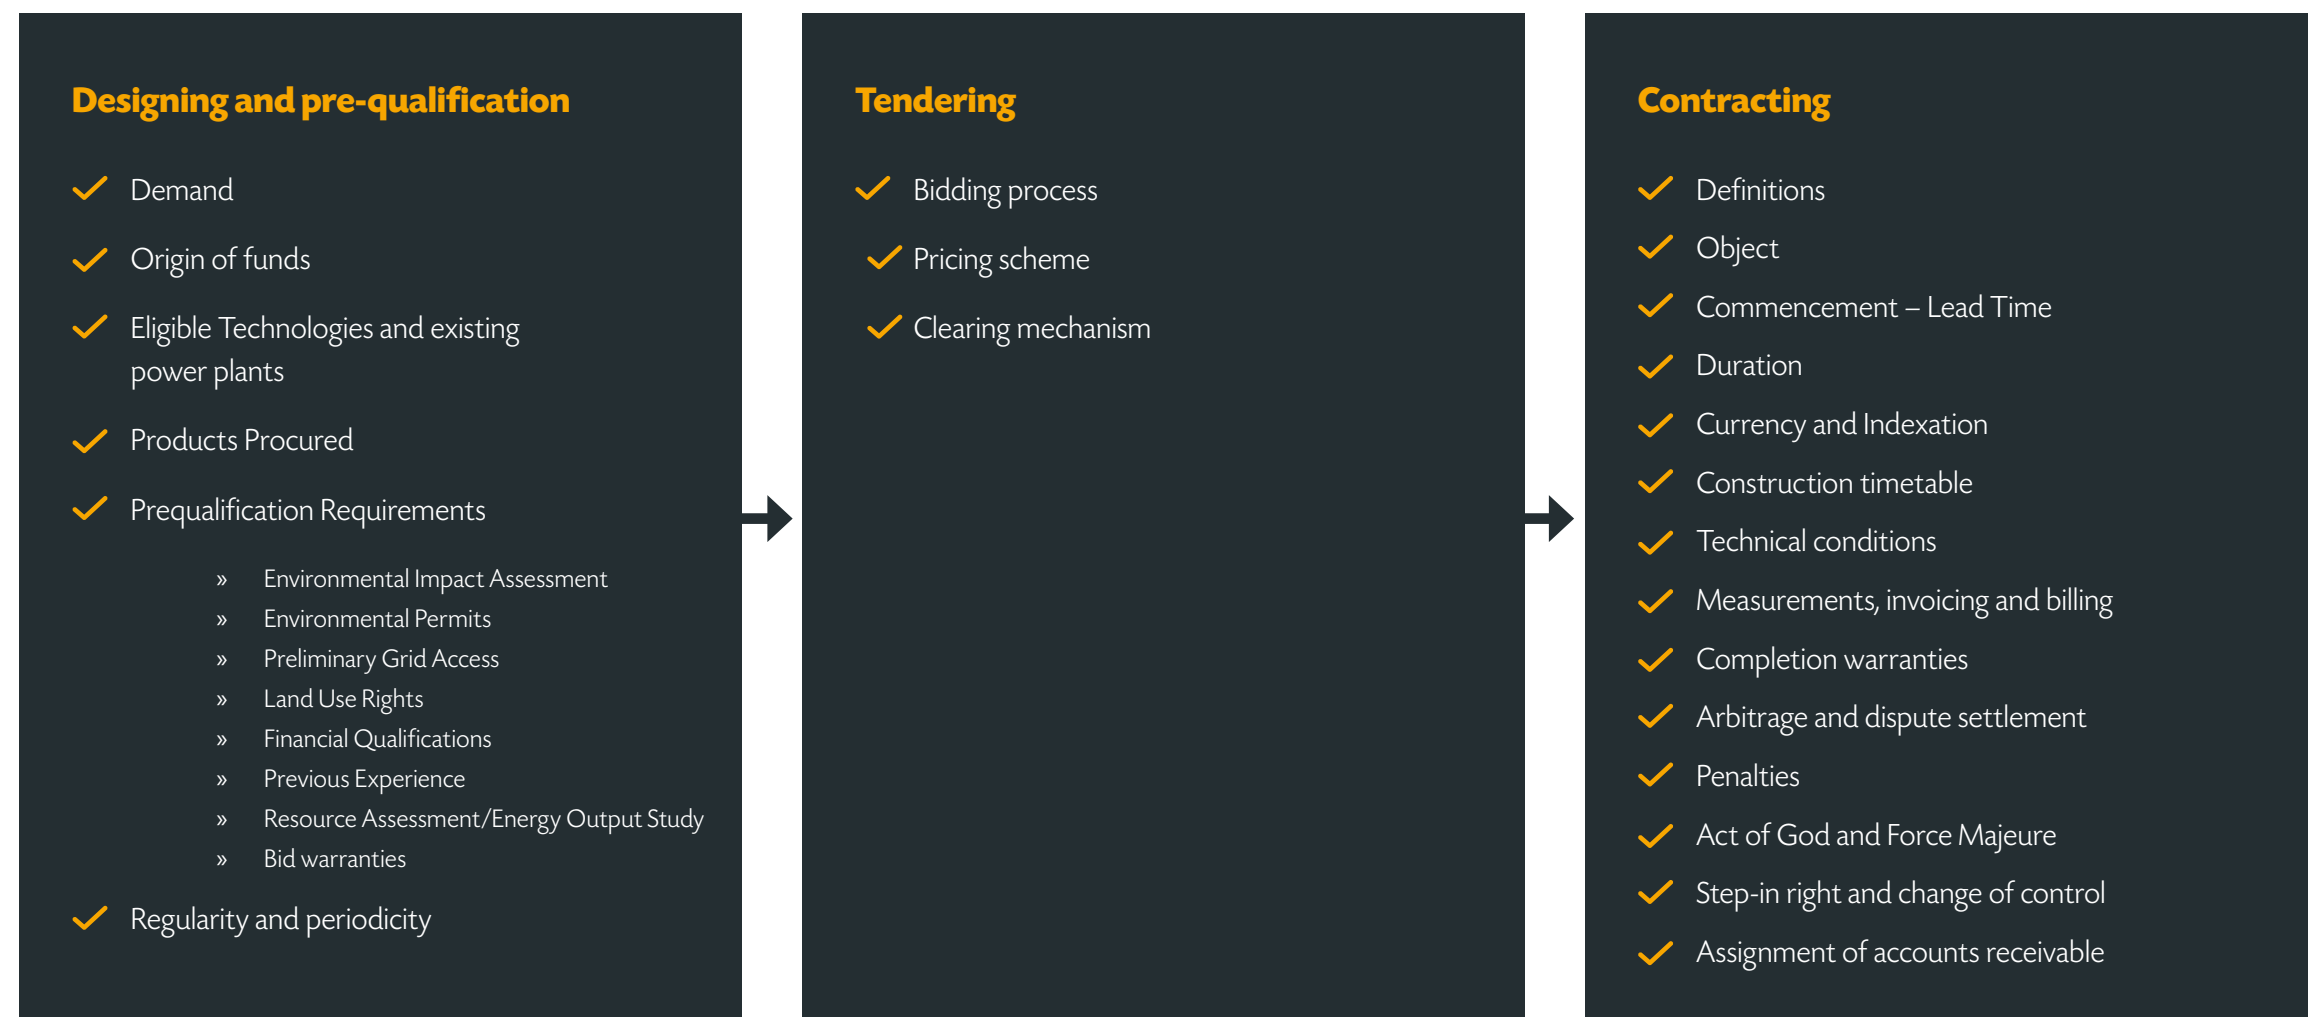 Designing and pre-qualification
Demand
Origin of funds
Eligible Technologies and existing
power plants
Products Procured
Prequalification Requirements
» Environmental Impact Assessment
» Environmental Permits
» Preliminary Grid Access
» Land Use Rights
» Financial Qualifications
» Previous Experience
» Resource Assessment/Energy Output Study
» Bid warranties
Regularity and periodicity
Tendering
Bidding process
Pricing scheme
Clearing mechanism
Contracting
Definitions
Object
Commencement – Lead Time
Duration
Currency and Indexation
Construction timetable
Technical conditions
Measurements, invoicing and billing
Completion warranties
Arbitrage and dispute settlement
Penalties
Act of God and Force Majeure
Step-in right and change of control
Assignment of accounts receivable